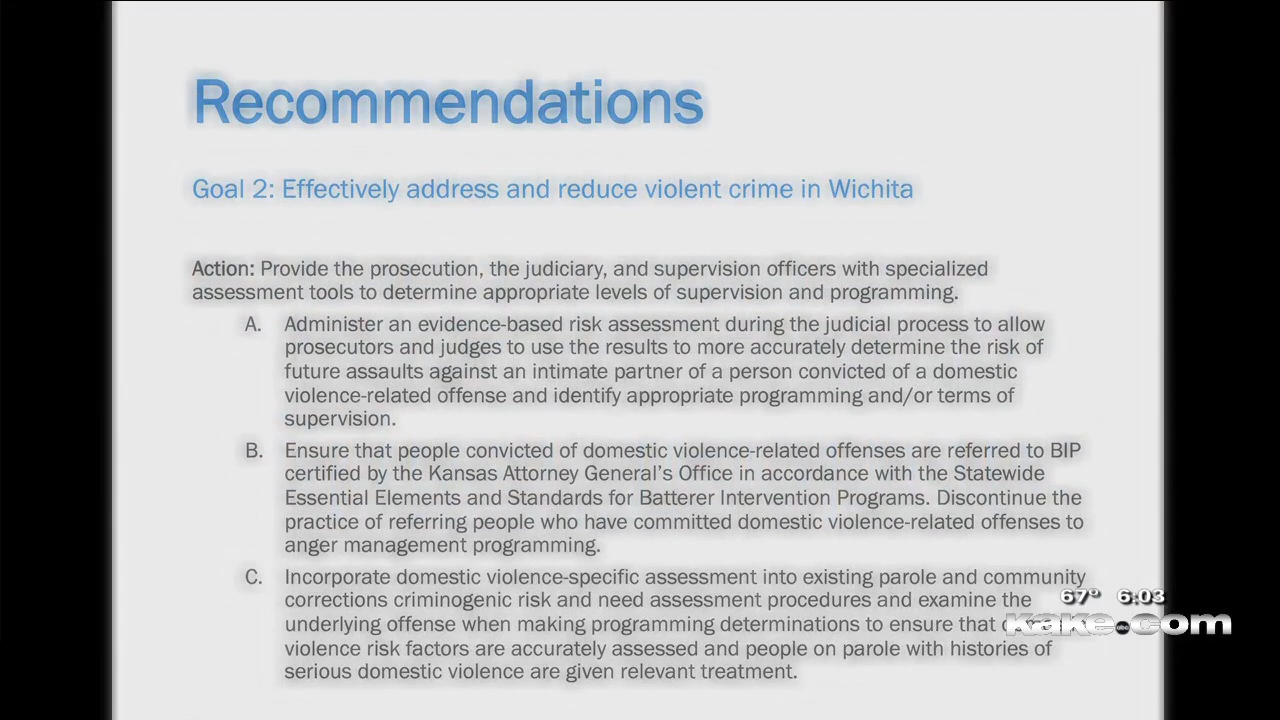 Recommendations
Goal 2: Effectively address and reduce violent crime in Wichita
Action: Provide the prosecution, the judiciary, and supervision officers with specialized
assessment tools to determine appropriate levels of supervision and programming.
A. Administer an evidence-based risk assessment during the judicial process to allow
prosecutors and judges to use the results to more accurately determine the risk of
future assaults against an intimate partner of a person convicted of a domestic
violence-related offense and identify appropriate programming and/or terms of
supervision.
B. Ensure that people convicted of domestic violence-related offenses are referred to BIP
certified by the Kansas Attorney General's Office in accordance with the Statewide
Essential Elements and Standards for Batterer Intervention Programs. Discontinue the
practice of referring people who have committed domestic violence-related offenses to
anger management programming.
C. Incorporate domestic violence-specific assessment into existing parole and community
corrections criminogenic risk and need assessment procedures and examine the
underlying offense when making programming determinations to ensure that
violence risk factors are accurately assessed and people on parole with histories of
serious domestic violence are given relevant treatment.
67° 6:03
kake.com
abc